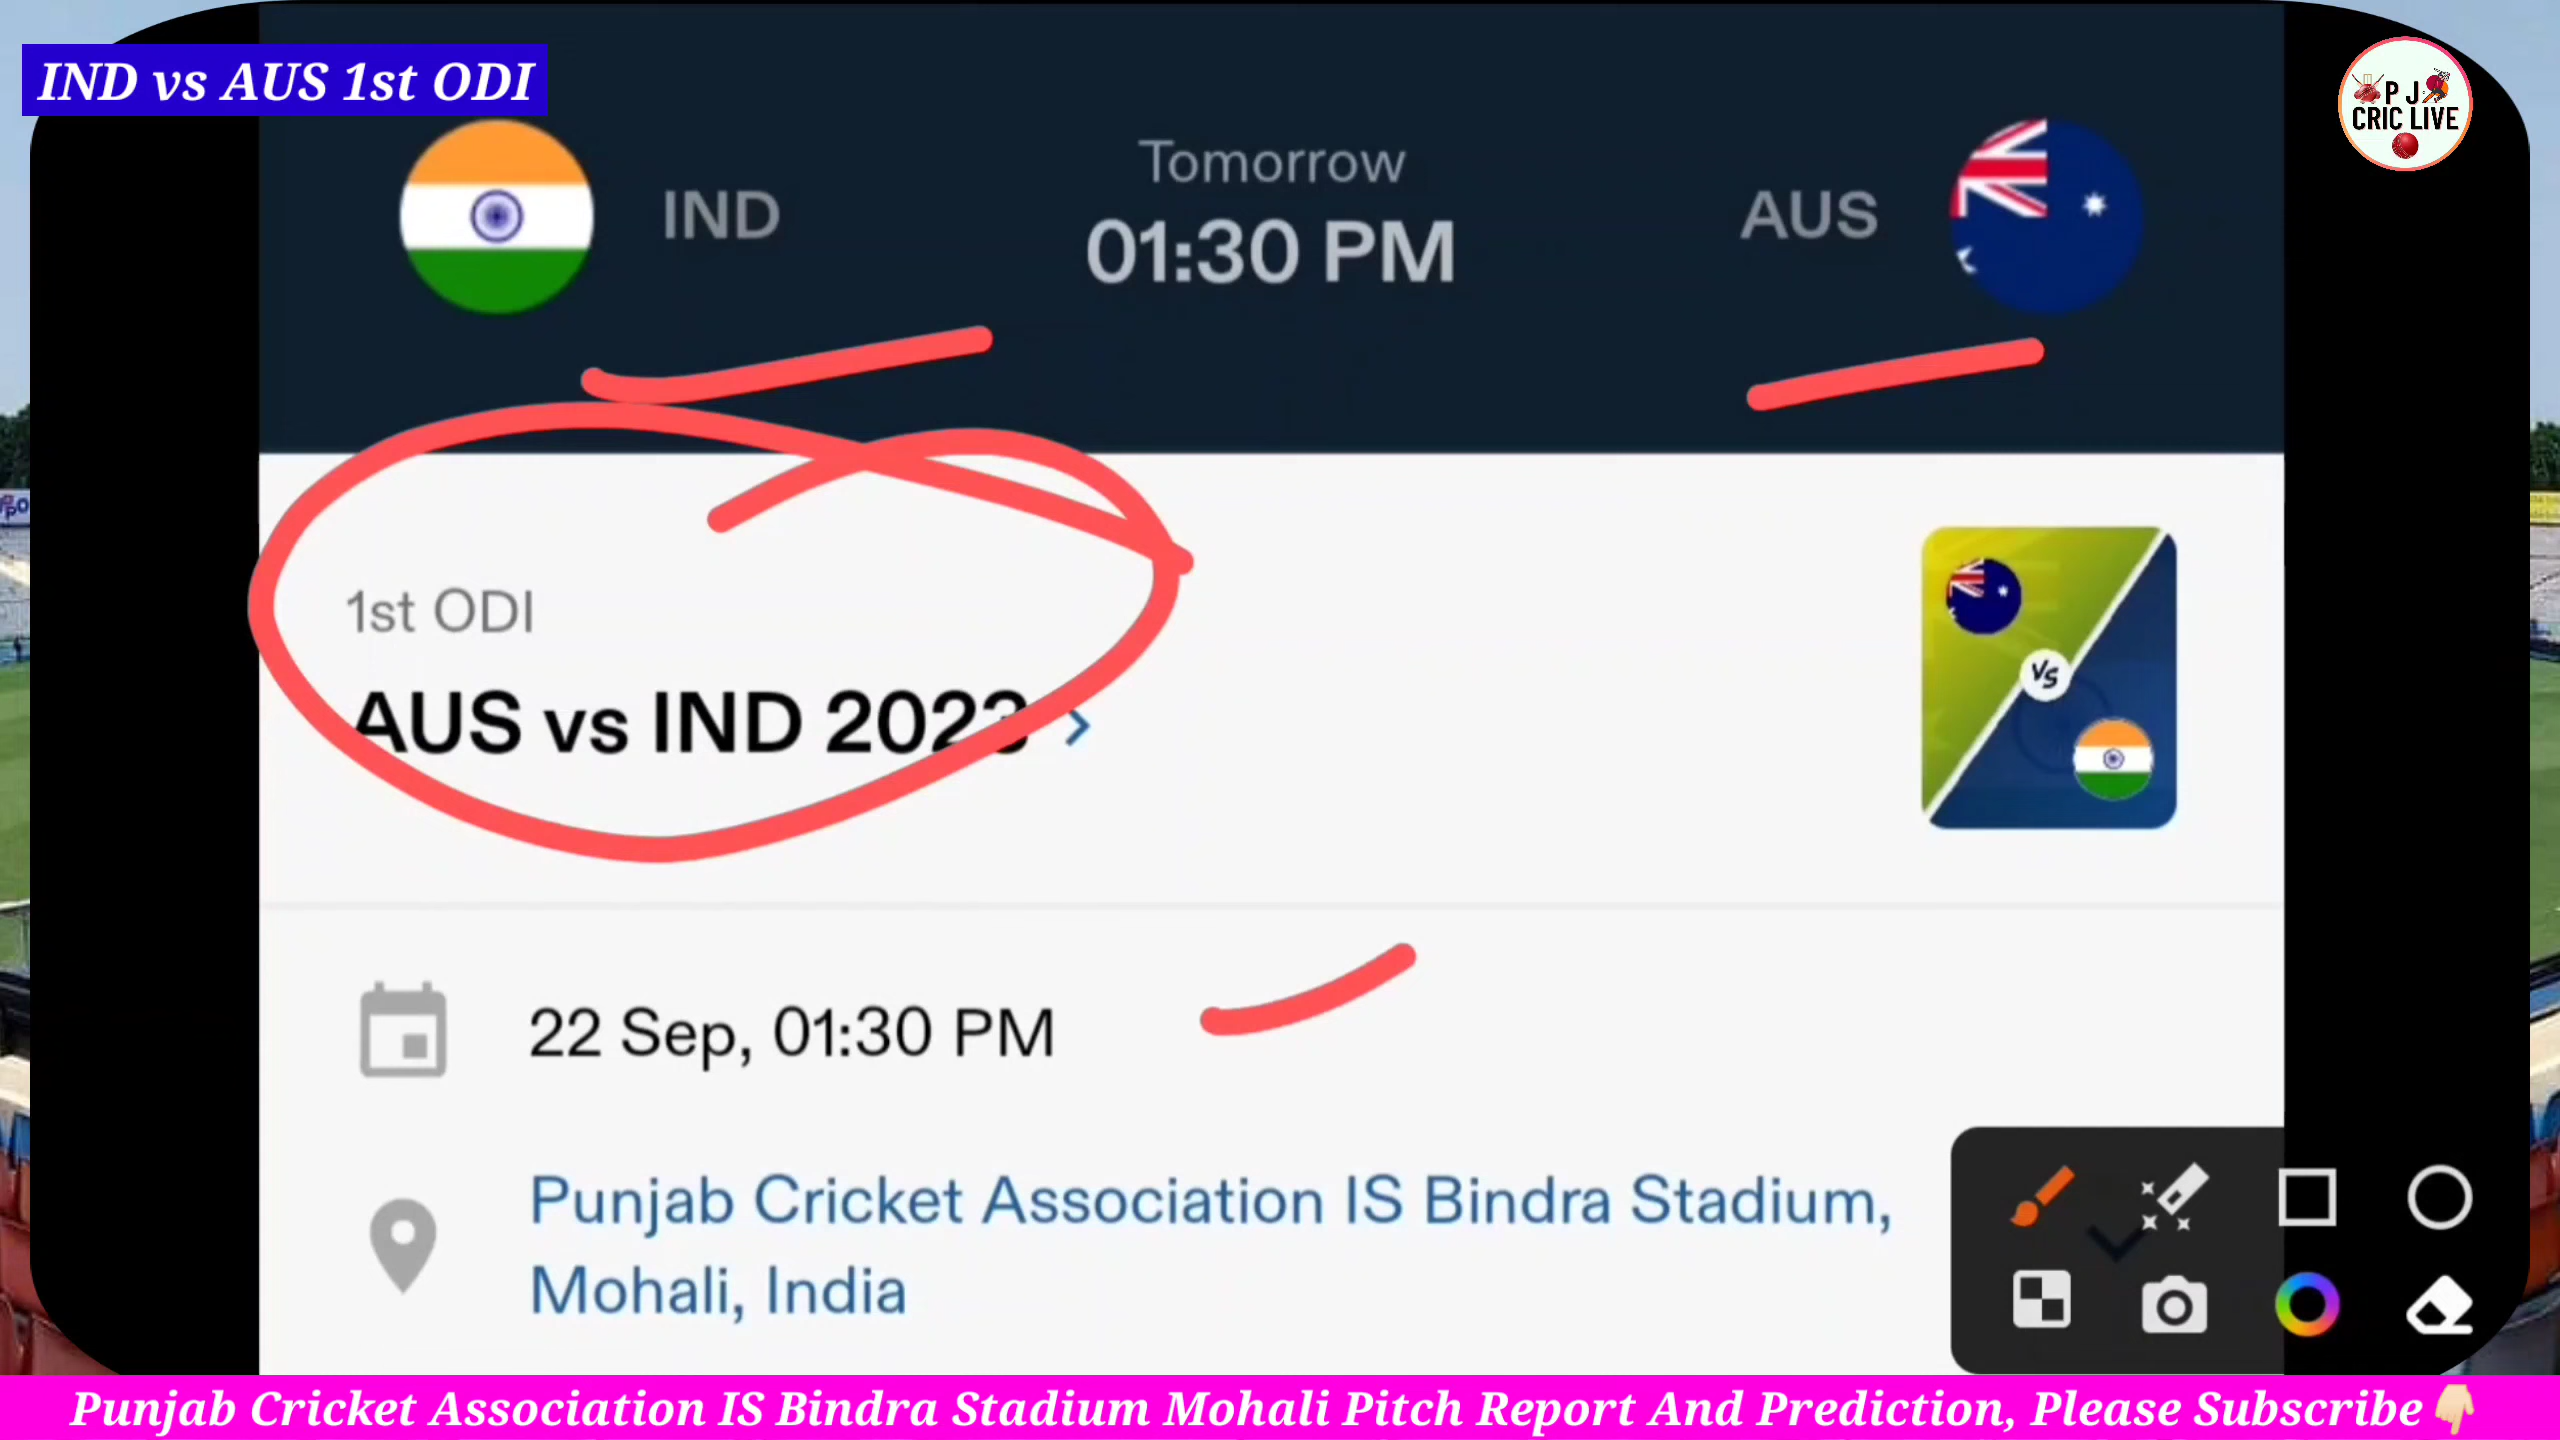 IND vs AUS 1st ODI
P J
CRIC LIVE
Tomorrow
IND
AUS
01:30 PM
1st ODI
AUS vs IND 2023
VS
22 Sep, 01:30 PM
Punjab Cricket Association IS Bindra Stadium,
Mohali, India
Punjab Cricket Association IS Bindra Stadium Mohali Pitch Report And Prediction, Please Subscribe👇🏻